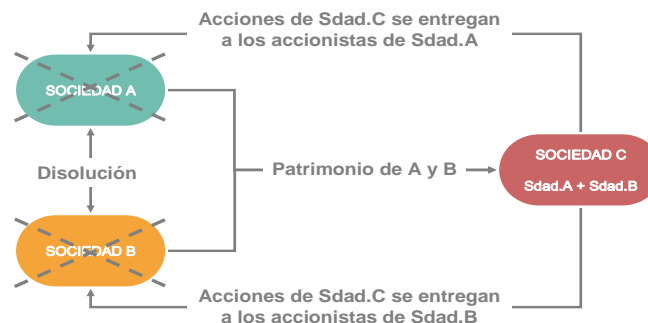 Acciones de Sdad.C se entregan
a los accionistas de Sdad.A
SOCIEDAD A
Disolución
Patrimonio de A y B
SOCIEDAD C
Sdad.A + Sdad.B
SOCIEDAD B
Acciones de Sdad.C se entregan
a los accionistas de Sdad.B